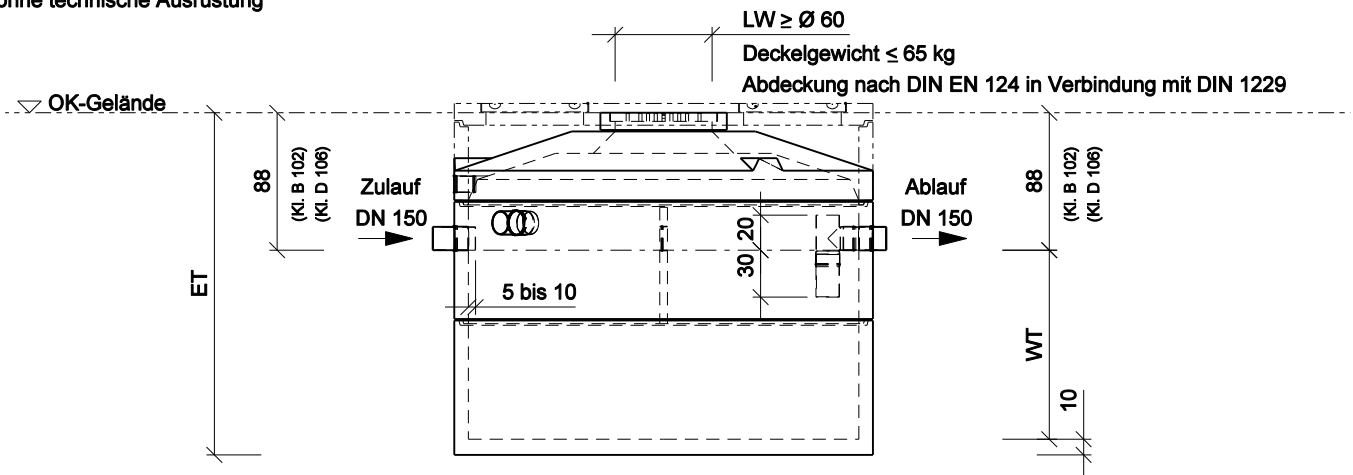 ohne technische Ausrüstung
LW ≥ Ø 60
Deckelgewicht ≤ 65 kg
Abdeckung nach DIN EN 124 in Verbindung mit DIN 1229
OK-Gelände
88
(Kl. B 102)
(Kl. D 106)
Zulauf
DN 150
Ablauf
DN 150
88
(Kl. B 102)
(Kl. D 106)
20
30
5 bis 10
ET
WT
10